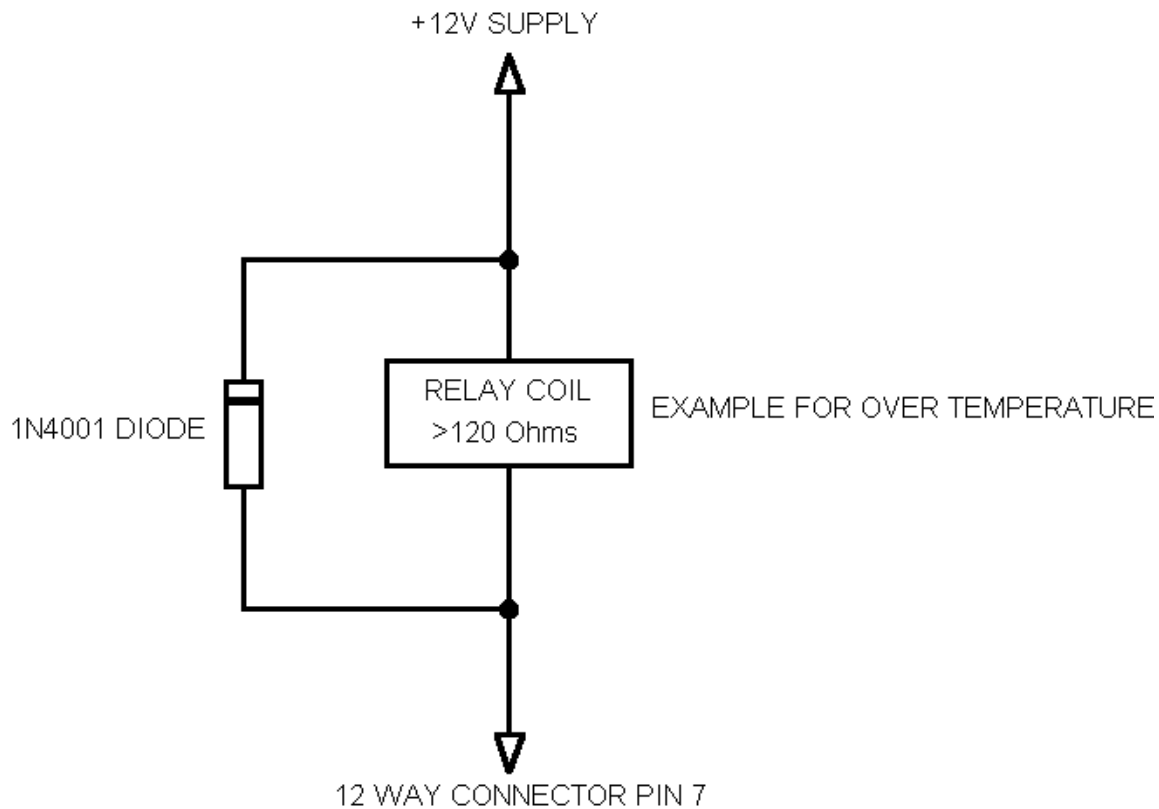 +12V SUPPLY
RELAY COIL
>120 Ohms
EXAMPLE FOR OVER TEMPERATURE
1N4001 DIODE
12 WAY CONNECTOR PIN 7